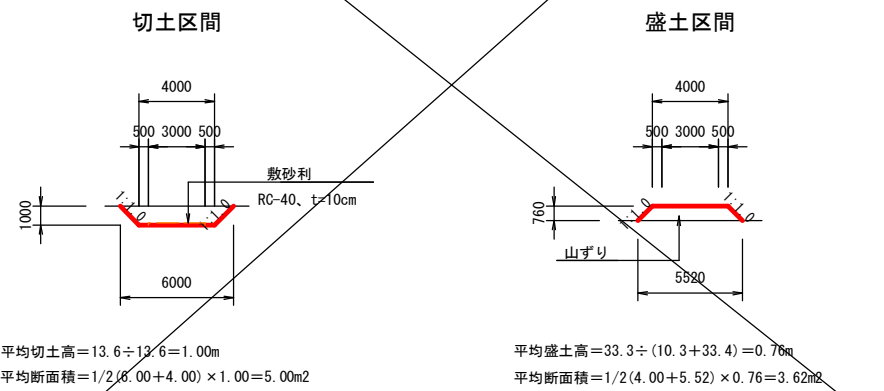 切土区間
4000
500 3000 500
敷砂利
RC-40、t=10cm
1:1.0
1:1.0
1000
6000
平均切土高=13.6÷13.6=1.00m
平均断面積=1/2(6.00+4.00)×1.00=5.00m2
盛土区間
4000
500 3000 500
1:1.0
1:1.0
760
山ずり
5520
平均盛土高=33.3÷(10.3+33.4)=0.76m
平均断面積=1/2(4.00+5.52)×0.76=3.62m2